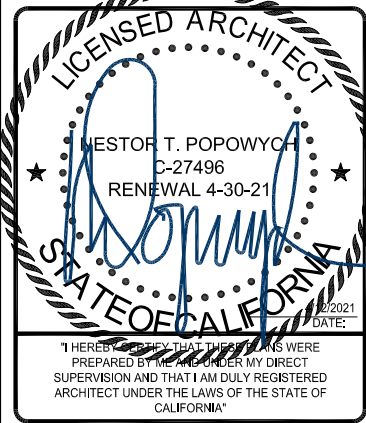 LICENSED ARCHITECT
NESTOR T. POPOWYCH
C-27496
RENEWAL 4-30-21
STATE OF CALIFORNIA
DATE:
"I HEREBY CERTIFY THAT THESE PLANS WERE
PREPARED BY ME AND UNDER MY DIRECT
SUPERVISION AND THAT I AM DULY REGISTERED
ARCHITECT UNDER THE LAWS OF THE STATE OF
CALIFORNIA"